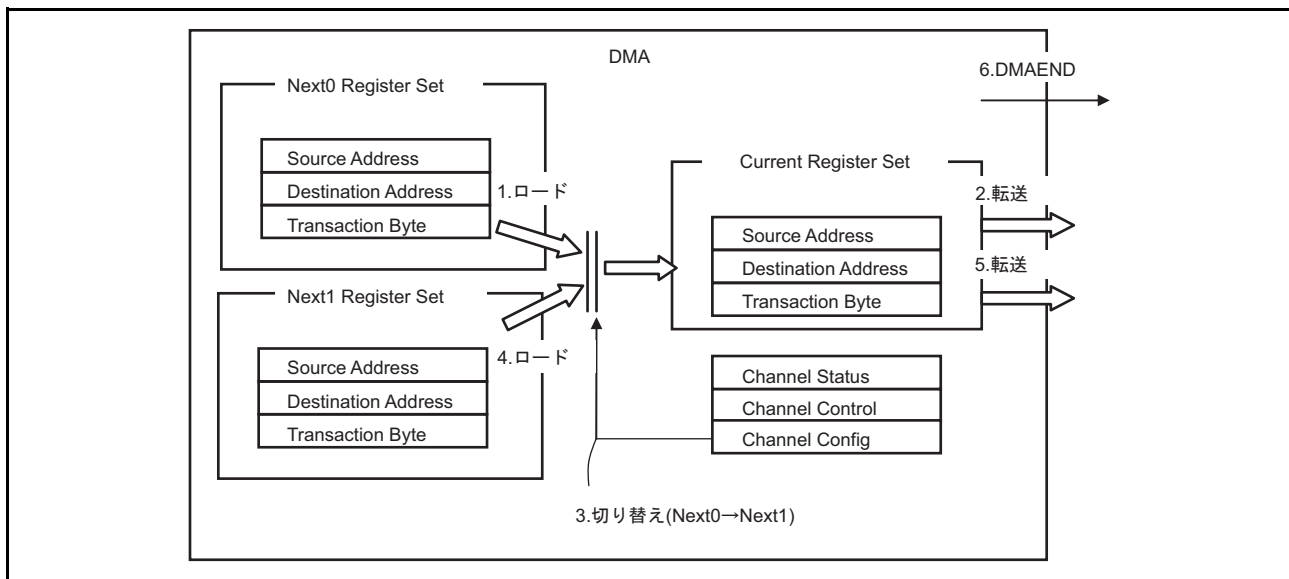 DMA
6.DMAEND
Next0 Register Set
Source Address
Destination Address
Transaction Byte
1.ロード
Current Register Set
Source Address
Destination Address
Transaction Byte
2.転送
5.転送
Next1 Register Set
4.ロード
Source Address
Destination Address
Transaction Byte
Channel Status
Channel Control
Channel Config
3.切り替え(Next0→Next1)